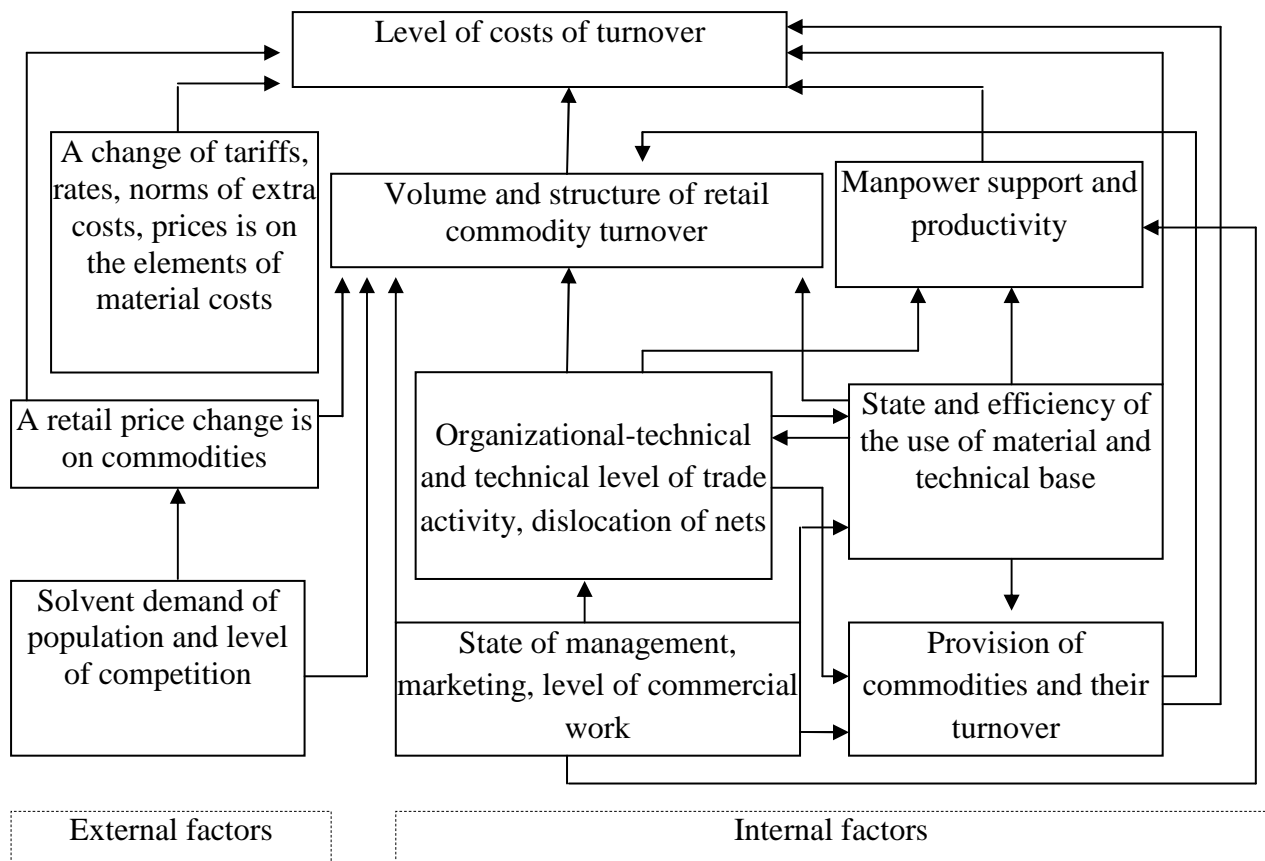 Level of costs of turnover
A change of tariffs,
rates, norms of extra
costs, prices is on
the elements of
material costs
Volume and structure of retail
commodity turnover
Manpower support and
productivity
A retail price change is
on commodities
Organizational-technical
and technical level of trade
activity, dislocation of nets
State and efficiency of
the use of material and
technical base
Solvent demand of
population and level
of competition
State of management,
marketing, level of commercial
work
Provision of
commodities and their
turnover
External factors
Internal factors